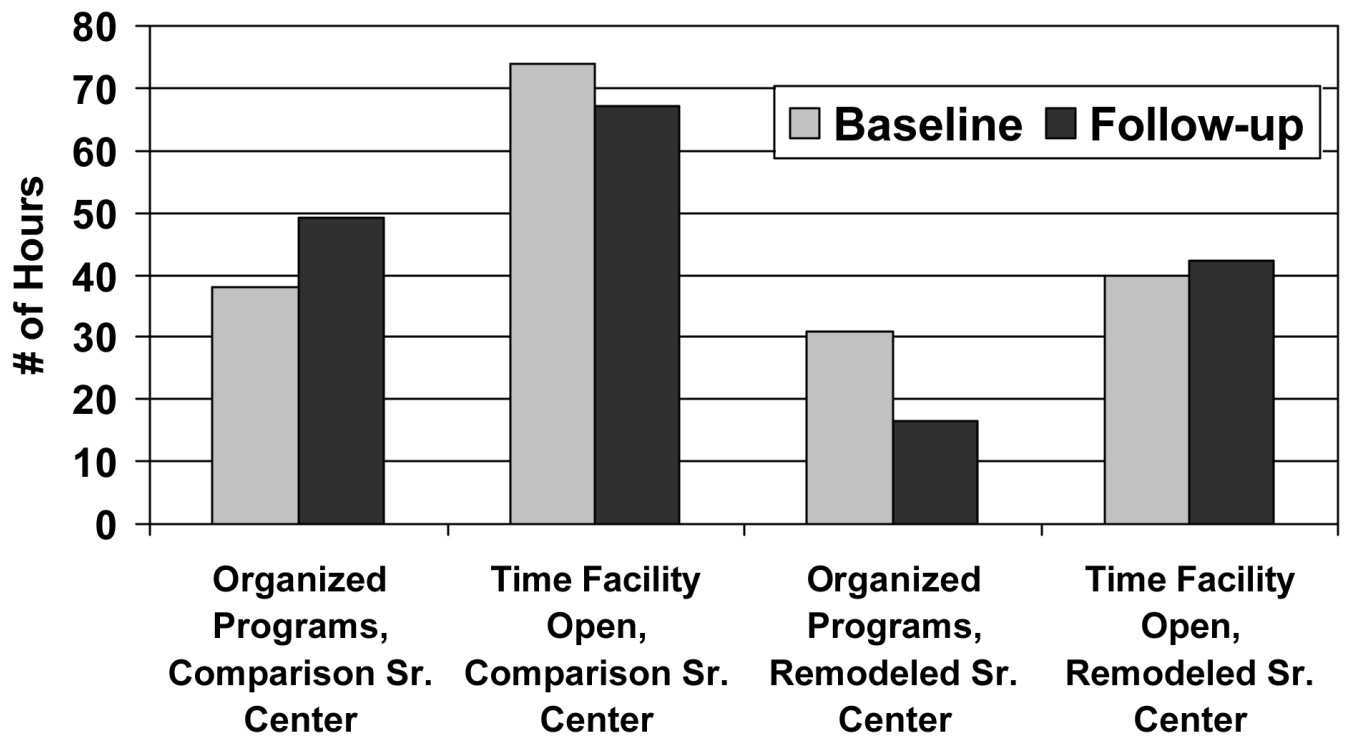 80
70
60
50
40
30
20
10
0
# of Hours
Baseline Follow-up
Organized
Programs,
Comparison Sr.
Center
Time Facility
Open,
Comparison Sr.
Center
Organized
Programs,
Remodeled Sr.
Center
Time Facility
Open,
Remodeled Sr.
Center